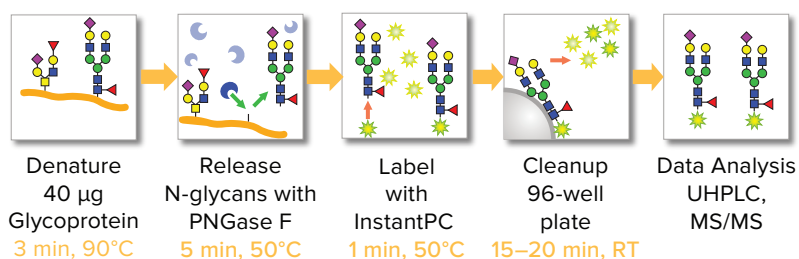 Denature
40 µg
Glycoprotein
3 min, 90°C
Release
N-glycans with
PNGase F
5 min, 50°C
Label
with
InstantPC
1 min, 50°C
Cleanup
96-well
plate
15–20 min, RT
Data Analysis
UHPLC,
MS/MS